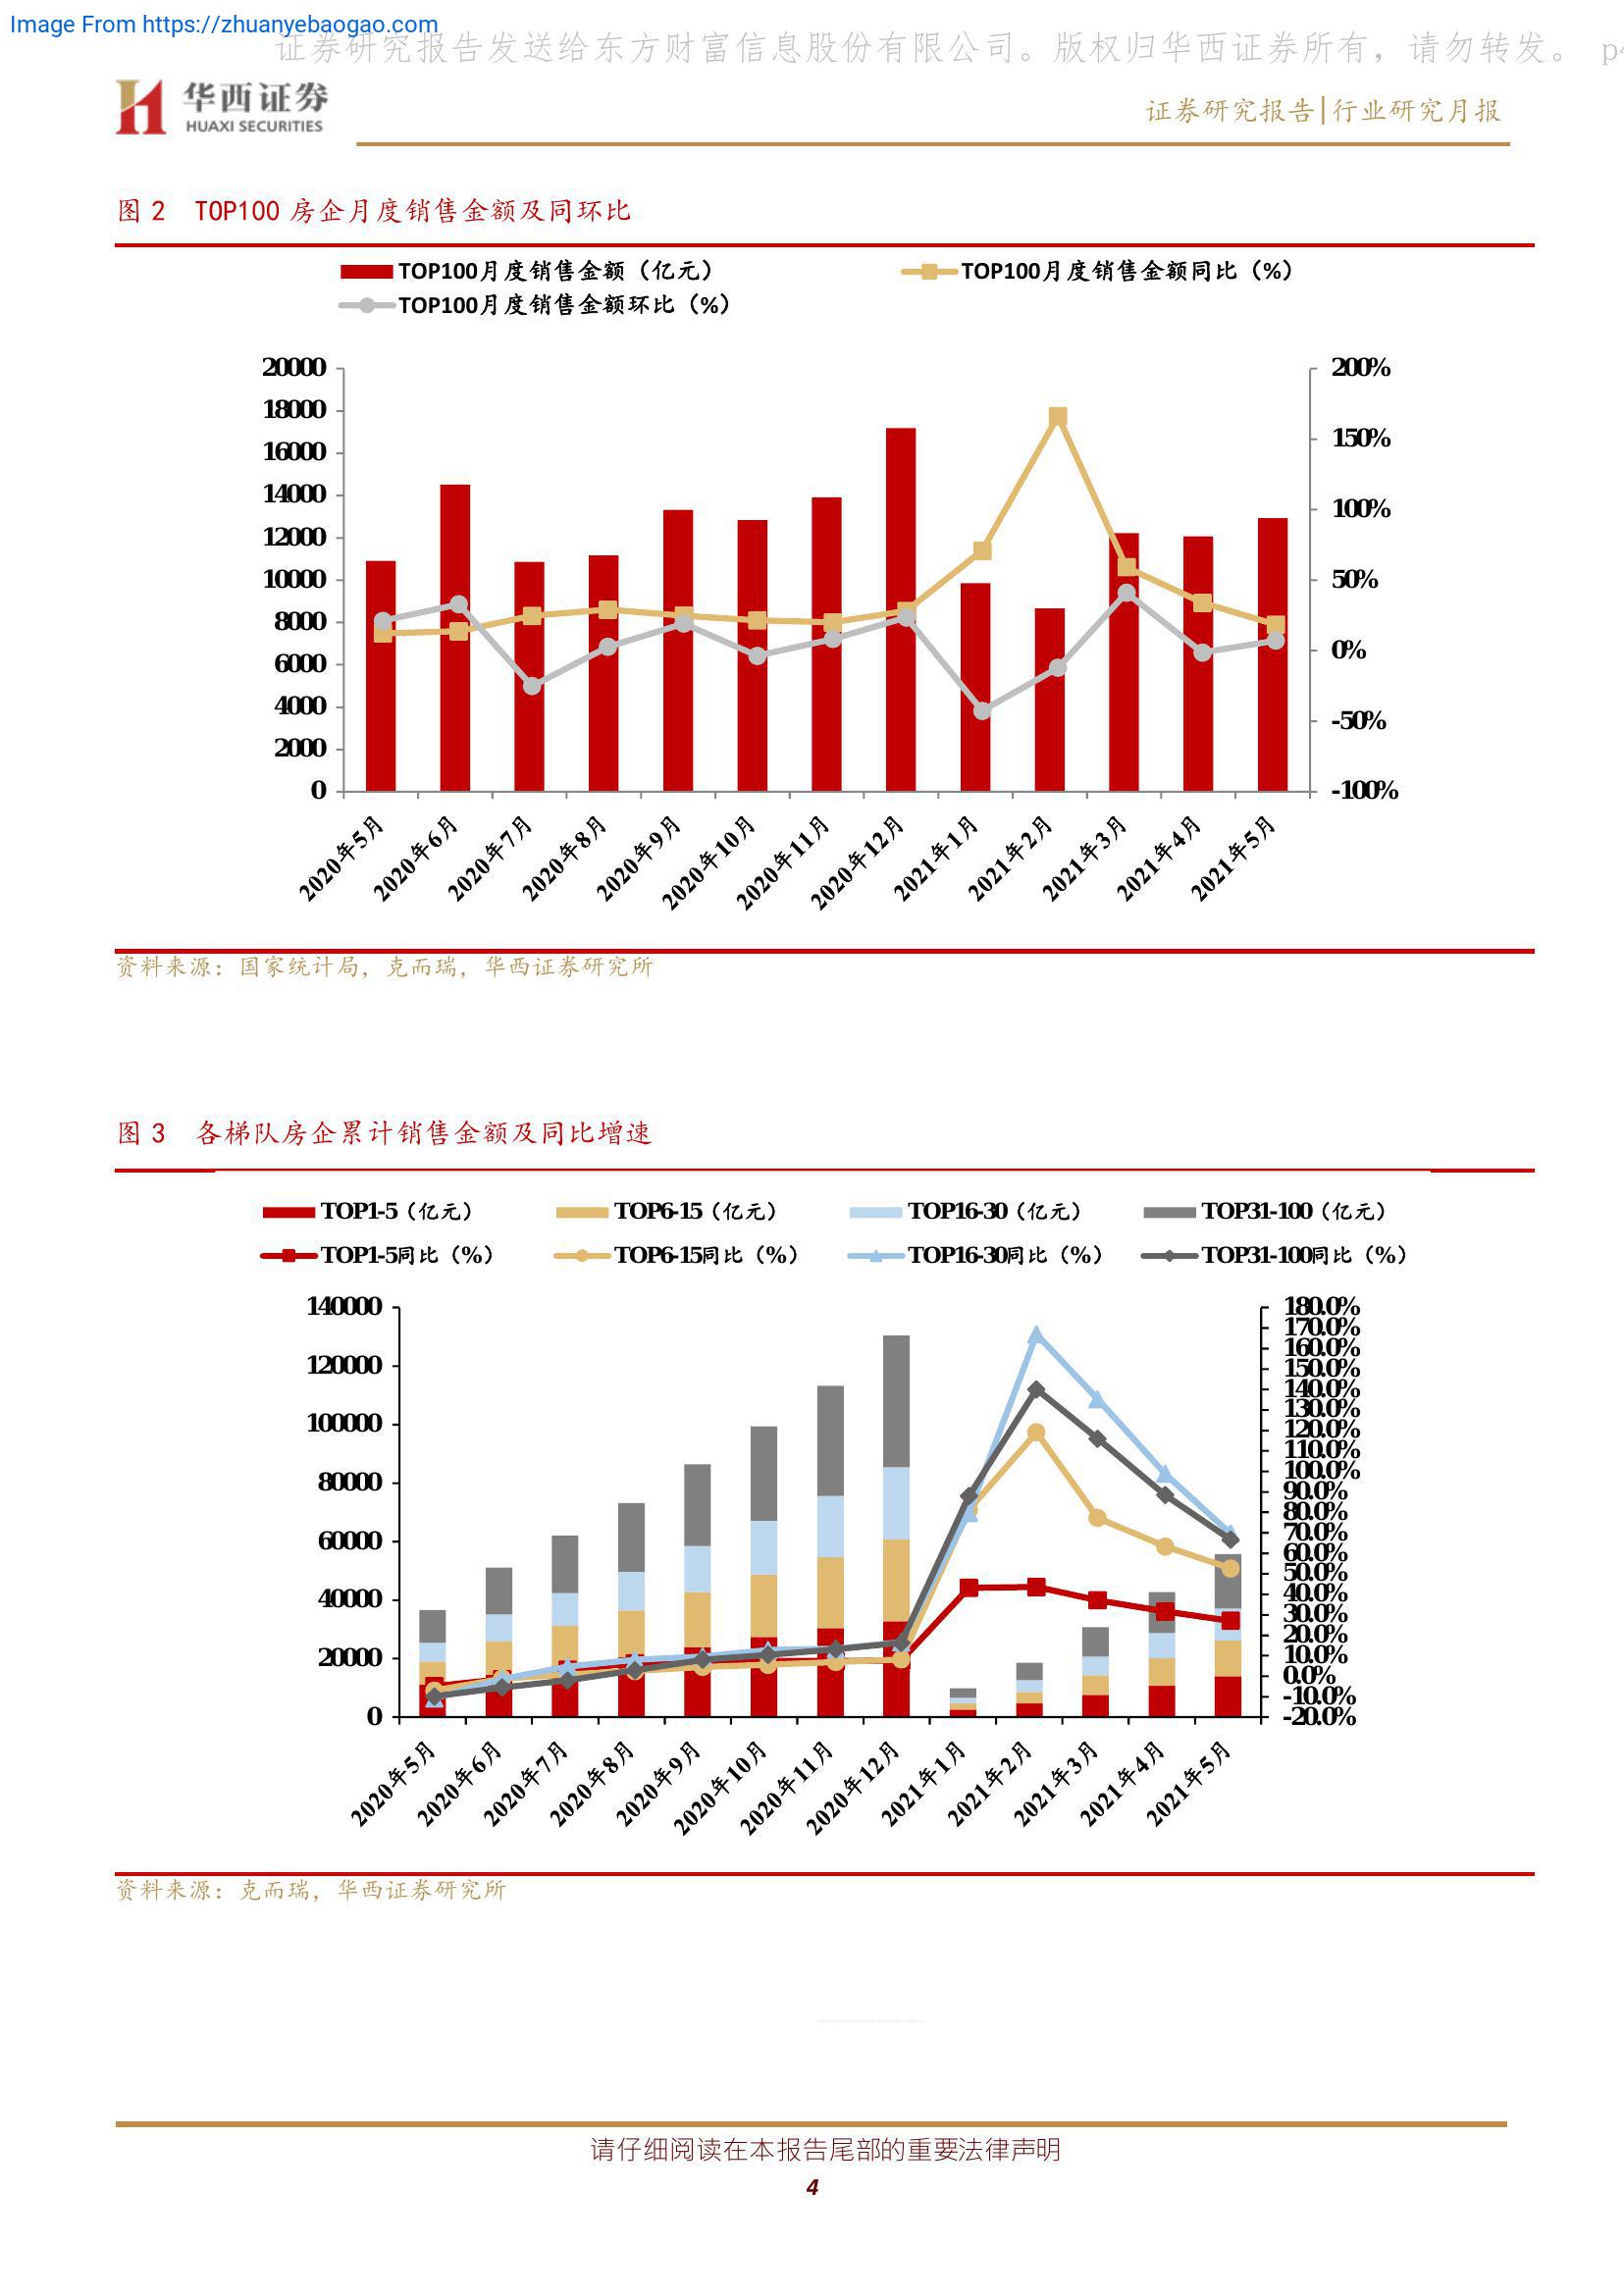 Image From https://zhuanyebaogao.com
证券研究报告发送给东方财富信息股份有限公司。版权归华西证券所有，请勿转发。 p4
华西证券
HUAXI SECURITIES
证券研究报告|行业研究月报
图 2 TOP100 房企月度销售金额及同环比
TOP100月度销售金额（亿元） TOP100月度销售金额同比（%）
TOP100月度销售金额环比（%）
20000 200%
18000
16000 150%
14000
12000 100%
10000 50%
8000
6000 0%
4000 -50%
2000
0 -100%
2020年5月 2020年6月 2020年7月 2020年8月 2020年9月 2020年10月 2020年11月 2020年12月 2021年1月 2021年2月 2021年3月 2021年4月 2021年5月
资料来源：国家统计局，克而瑞，华西证券研究所
图 3 各梯队房企累计销售金额及同比增速
TOP1-5（亿元） TOP6-15（亿元） TOP16-30（亿元） TOP31-100（亿元）
TOP1-5同比（%） TOP6-15同比（%） TOP16-30同比（%） TOP31-100同比（%）
140000 180.0%
170.0%
160.0%
120000 150.0%
140.0%
130.0%
100000 120.0%
110.0%
80000 100.0%
90.0%
80.0%
60000 70.0%
60.0%
50.0%
40000 40.0%
30.0%
20000 20.0%
10.0%
0.0%
-10.0%
0 -20.0%
2020年5月 2020年6月 2020年7月 2020年8月 2020年9月 2020年10月 2020年11月 2020年12月 2021年1月 2021年2月 2021年3月 2021年4月 2021年5月
资料来源：克而瑞，华西证券研究所
请仔细阅读在本报告尾部的重要法律声明
4